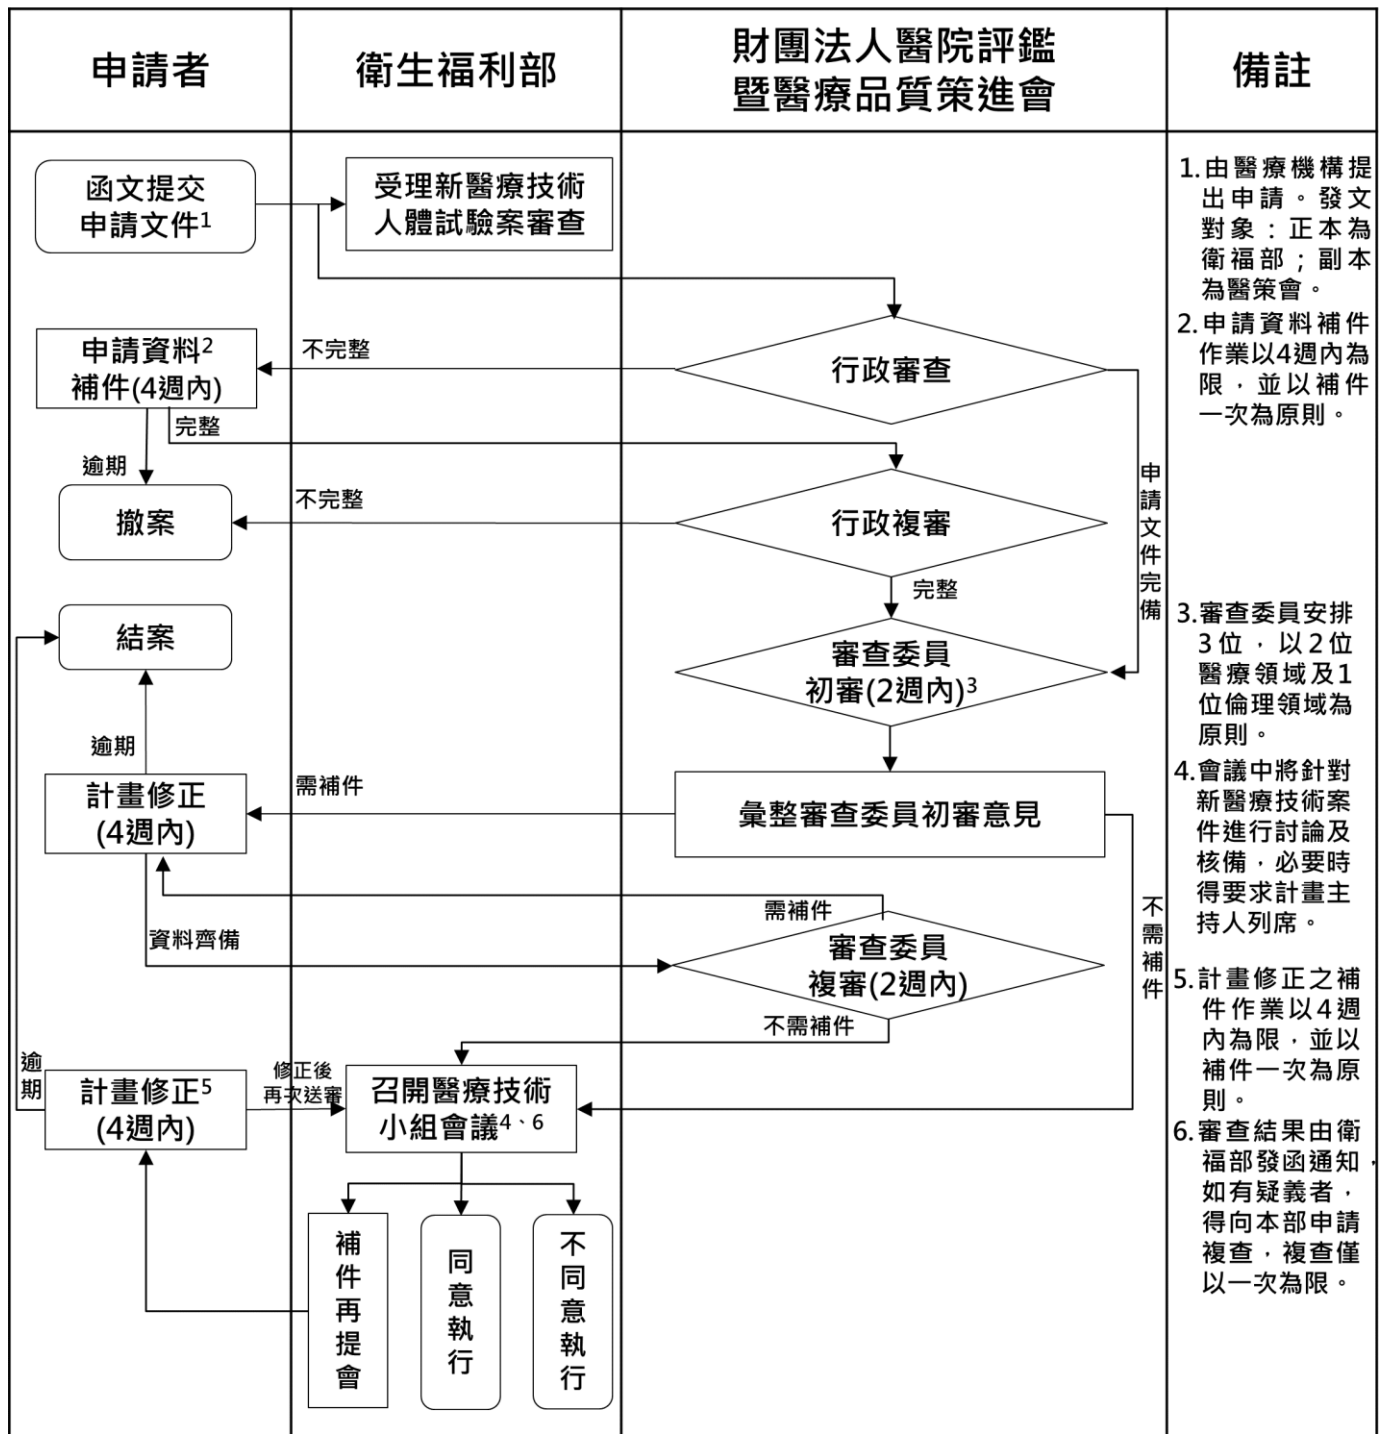 申請者
衛生福利部
財團法人醫院評鑑
暨醫療品質策進會
備註
函文提交
申請文件1
受理新醫療技術
人體試驗案審查
行政審查
不完整
申請資料2
補件(4週內)
完整
逾期
申請文件完備
不完整
撤案
行政複審
完整
結案
審查委員
初審(2週內)3
逾期
需補件
計畫修正
(4週內)
彙整審查委員初審意見
需補件
資料齊備
審查委員
複審(2週內)
不需補件
不需補件
逾期
計畫修正5
(4週內)
修正後
再次送審
召開醫療技術
小組會議4、6
補件再提會
同意執行
不同意執行
1.由醫療機構提
出申請。發文
對象：正本為
衛福部；副本
為醫策會。
2.申請資料補件
作業以4週內為
限，並以補件
一次為原則。
3.審查委員安排
3位，以2位
醫療領域及1
位倫理領域為
原則。
4.會議中將針對
新醫療技術案
件進行討論及
核備，必要時
得要求計畫主
持人列席。
5.計畫修正之補
件作業以4週
內為限，並以
補件一次為原
則。
6.審查結果由衛
福部發函通知，
如有疑義者，
得向本部申請
複查，複查僅
以一次為限。